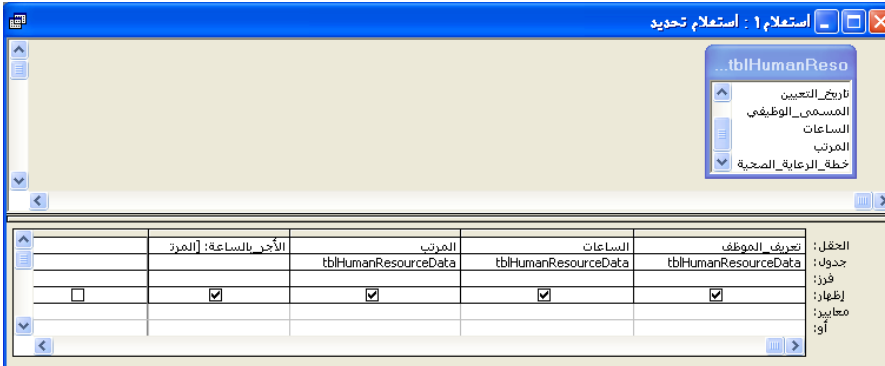 استعلام1 : استعلام تحديد
tblHumanReso...
تاريخ_التعيين
المسمى_الوظيفي
الساعات
المرتب
خطة_الرعاية_الصحية
الحقل: تعريف_الموظف الساعات المرتب الأجر_بالساعة: [المرت
جدول: tblHumanResourceData tblHumanResourceData tblHumanResourceData
فرز:
إظهار:
معايير:
أو: